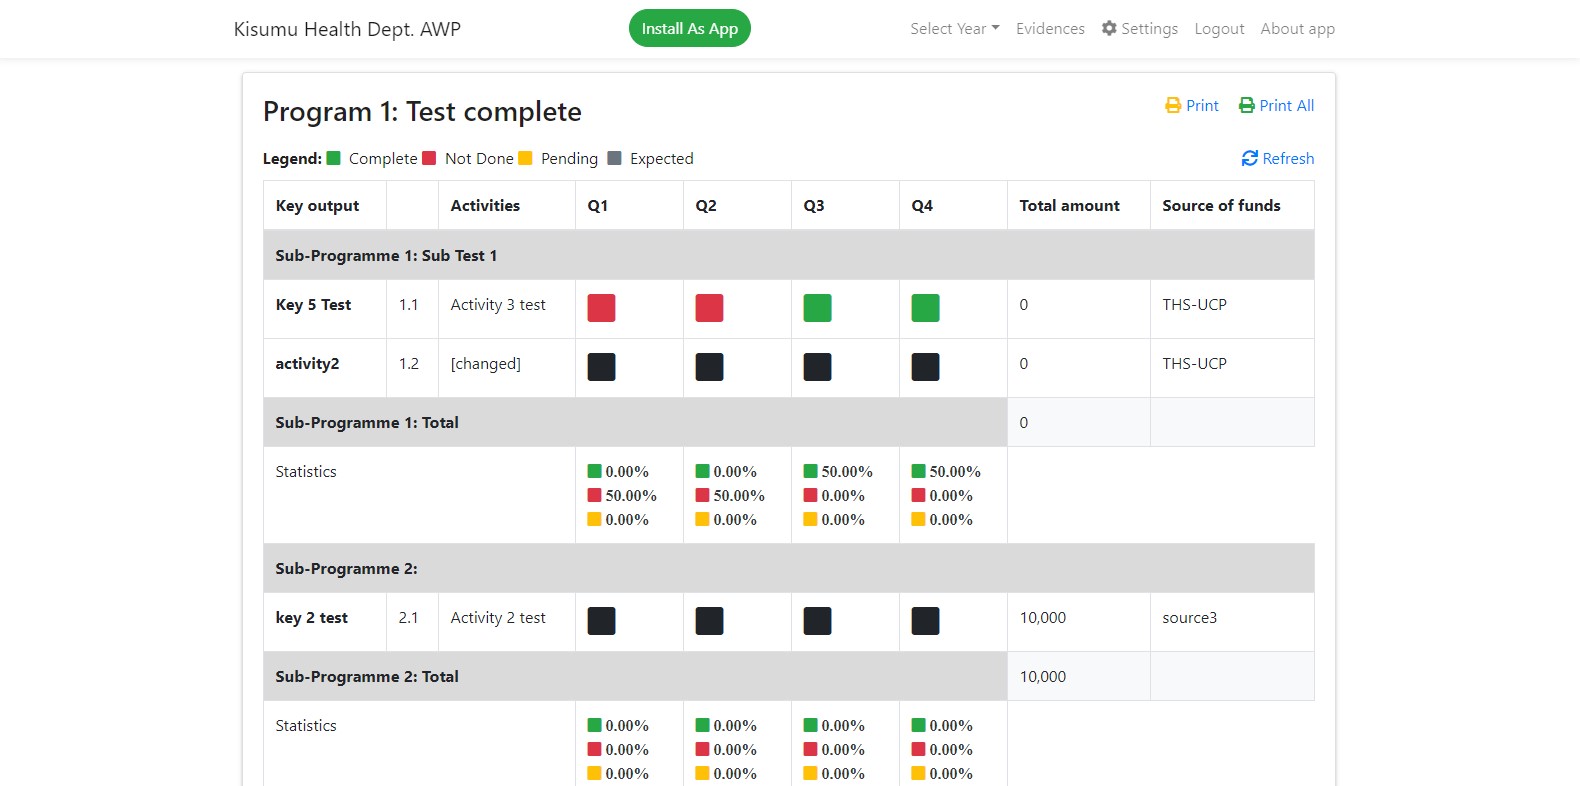 Kisumu Health Dept. AWP Install As App Select Year Evidences Settings Logout About app
Program 1: Test complete Print Print All
Legend: Complete Not Done Pending Expected Refresh
Key output Activities Q1 Q2 Q3 Q4 Total amount Source of funds
Sub-Programme 1: Sub Test 1
Key 5 Test 1.1 Activity 3 test 0 THS-UCP
activity2 1.2 [changed] 0 THS-UCP
Sub-Programme 1: Total 0
Statistics 0.00% 0.00% 50.00% 50.00%
50.00% 50.00% 0.00% 0.00%
0.00% 0.00% 0.00% 0.00%
Sub-Programme 2:
key 2 test 2.1 Activity 2 test 10,000 source3
Sub-Programme 2: Total 10,000
Statistics 0.00% 0.00% 0.00% 0.00%
0.00% 0.00% 0.00% 0.00%
0.00% 0.00% 0.00% 0.00%